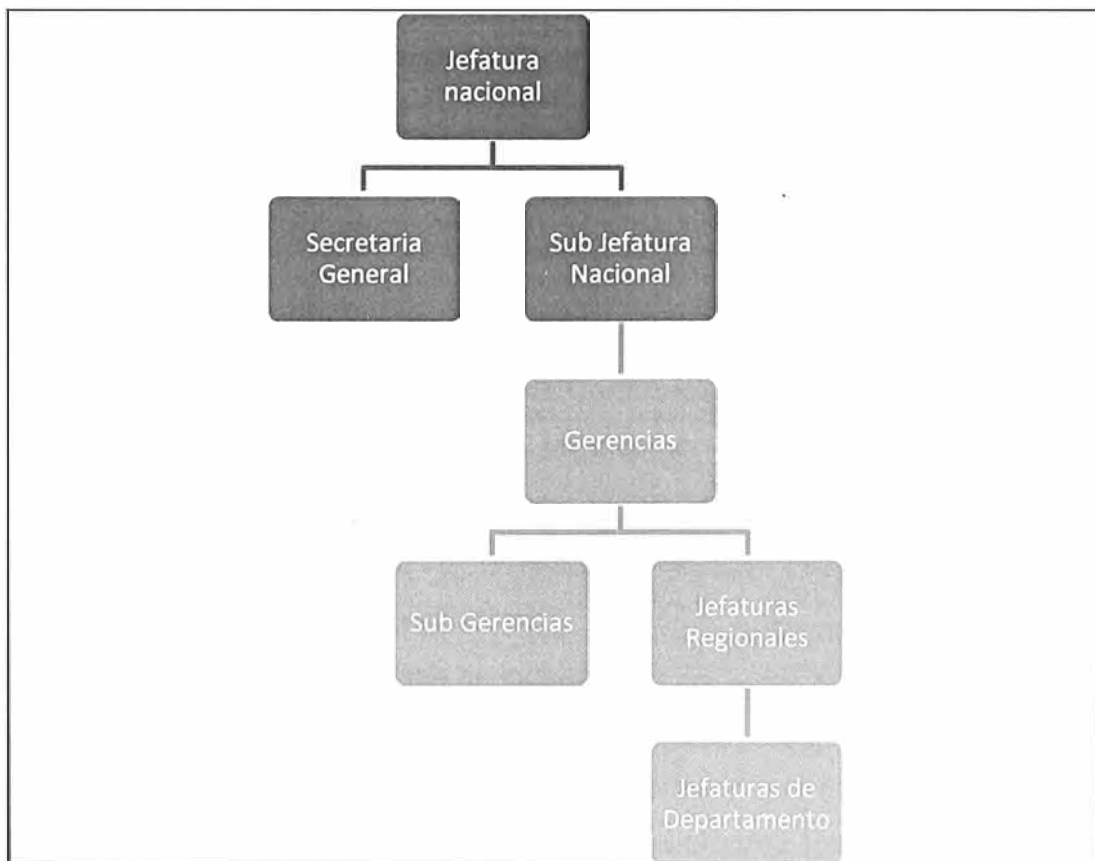 Jefatura
nacional
Secretaria
General
Sub Jefatura
Nacional
Gerencias
Sub Gerencias
Jefaturas
Regionales
Jefaturas de
Departamento